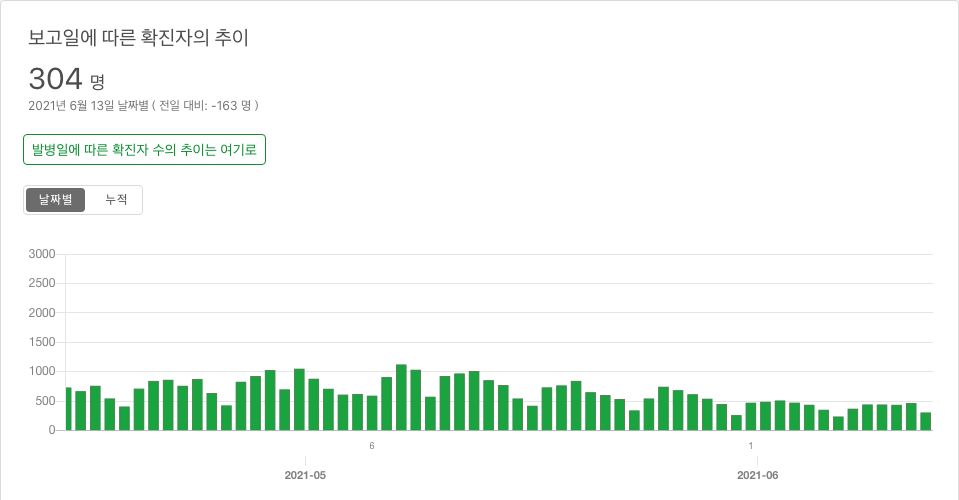 보고일에 따른 확진자의 추이
304 명
2021년 6월 13일 날짜별 ( 전일 대비: -163 명 )
발병일에 따른 확진자 수의 추이는 여기로
날짜별 누적
3000
2500
2000
1500
1000
500
0
6 1
2021-05 2021-06